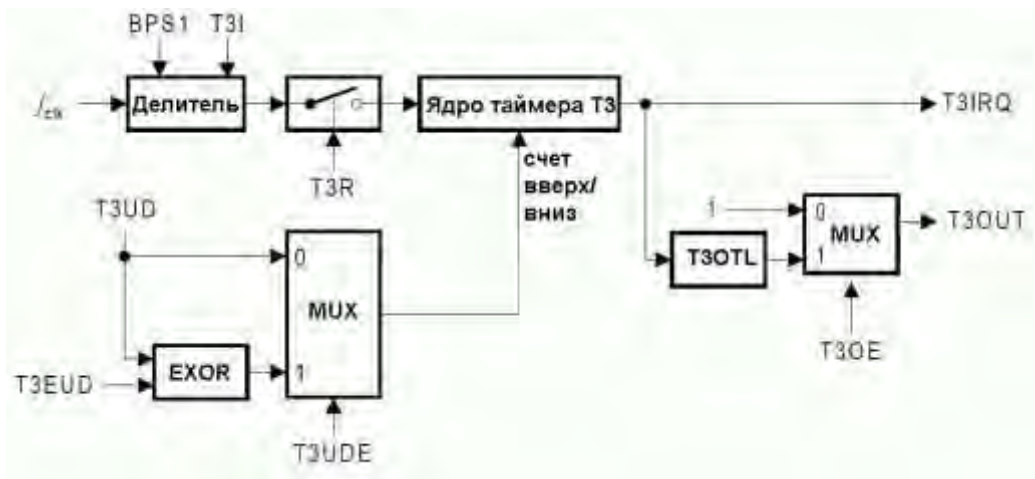 BPS1 T3I
fclk
Делитель
Ядро таймера T3
T3IRQ
T3R
счет
вверх/
вниз
T3UD
1
0
MUX
1
T3OUT
T3OTL
T3OE
0
MUX
1
EXOR
T3EUD
T3UDE